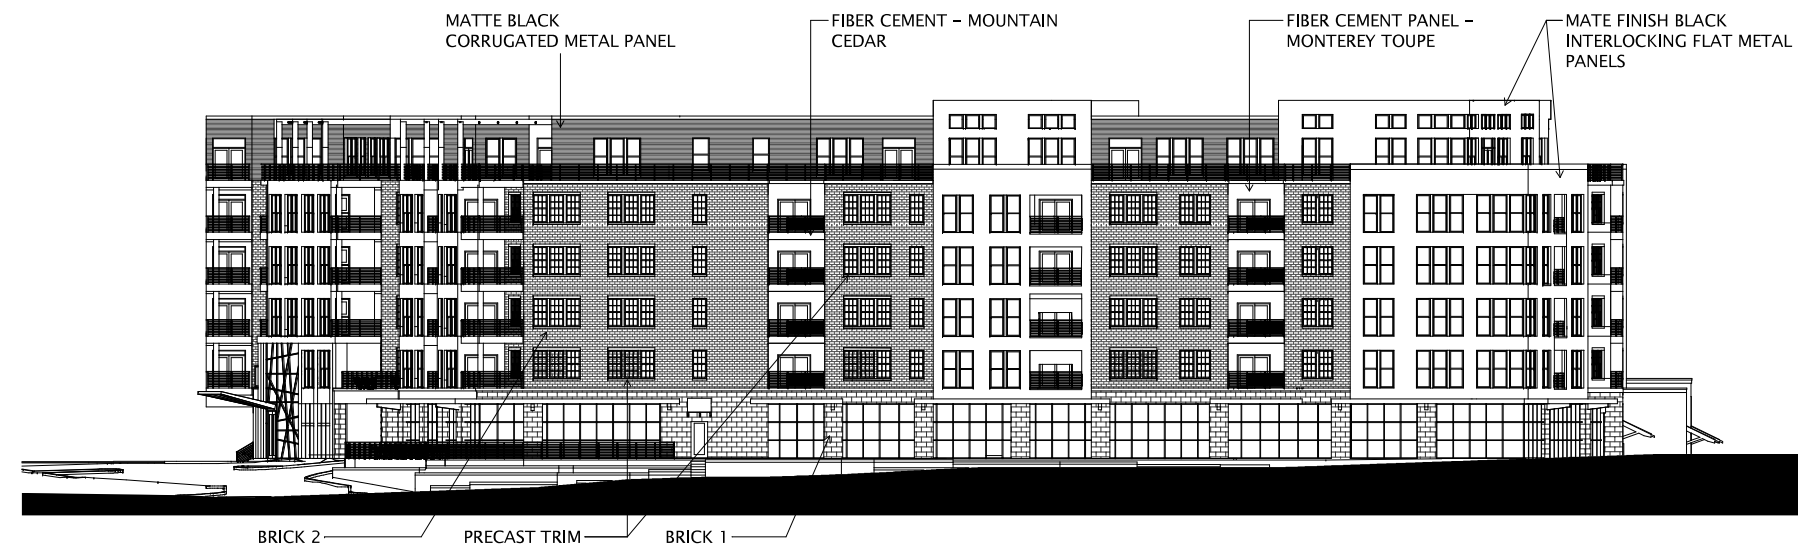 MATTE BLACK
CORRUGATED METAL PANEL
FIBER CEMENT - MOUNTAIN
CEDAR
FIBER CEMENT PANEL -
MONTEREY TOUPE
MATE FINISH BLACK
INTERLOCKING FLAT METAL
PANELS
BRICK 2
PRECAST TRIM
BRICK 1